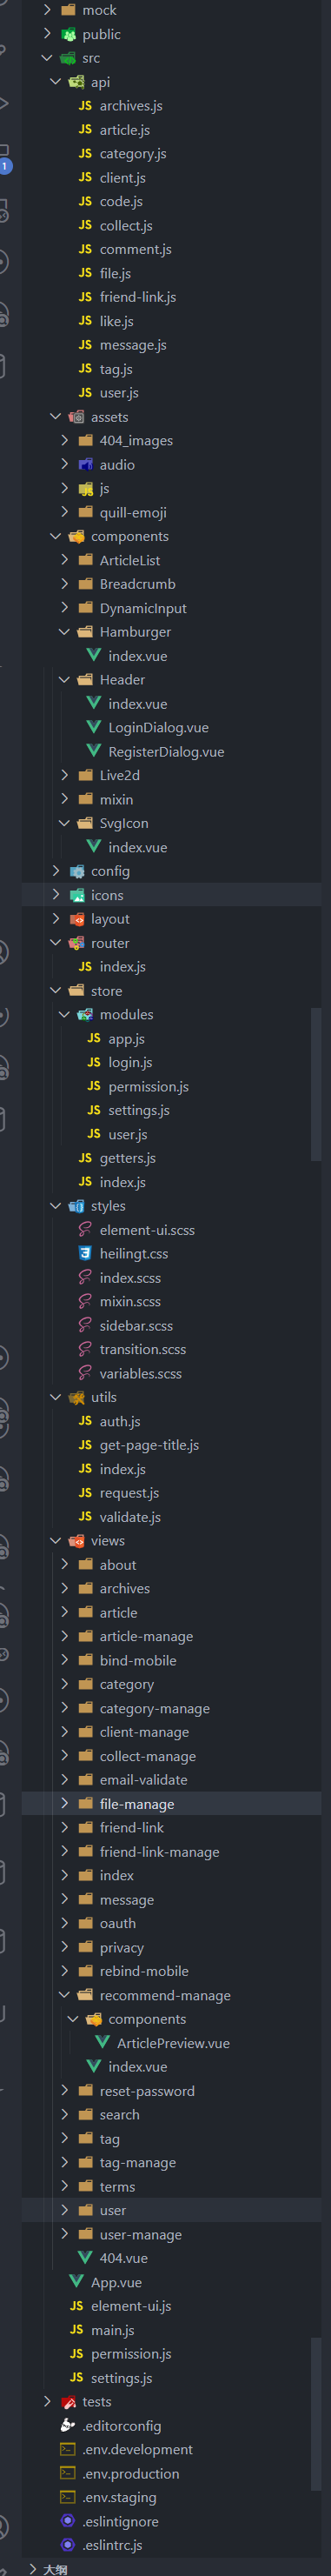 mock
public
src
api
JS archives.js
JS article.js
JS category.js
JS client.js
JS code.js
JS collect.js
JS comment.js
JS file.js
JS friend-link.js
JS like.js
JS message.js
JS tag.js
JS user.js
assets
404_images
audio
JS js
quill-emoji
components
ArticleList
Breadcrumb
DynamicInput
Hamburger
index.vue
Header
index.vue
LoginDialog.vue
RegisterDialog.vue
Live2d
mixin
SvgIcon
index.vue
config
icons
layout
router
JS index.js
store
modules
JS app.js
JS login.js
JS permission.js
JS settings.js
JS user.js
JS getters.js
JS index.js
styles
element-ui.scss
heilingt.css
index.scss
mixin.scss
sidebar.scss
transition.scss
variables.scss
utils
JS auth.js
JS get-page-title.js
JS index.js
JS request.js
JS validate.js
views
about
archives
article
article-manage
bind-mobile
category
category-manage
client-manage
collect-manage
email-validate
file-manage
friend-link
friend-link-manage
index
message
oauth
privacy
rebind-mobile
recommend-manage
components
ArticlePreview.vue
index.vue
reset-password
search
tag
tag-manage
terms
user
user-manage
404.vue
App.vue
JS element-ui.js
JS main.js
JS permission.js
JS settings.js
tests
.editorconfig
.env.development
.env.production
.env.staging
.eslintignore
.eslintrc.js
大纲
1